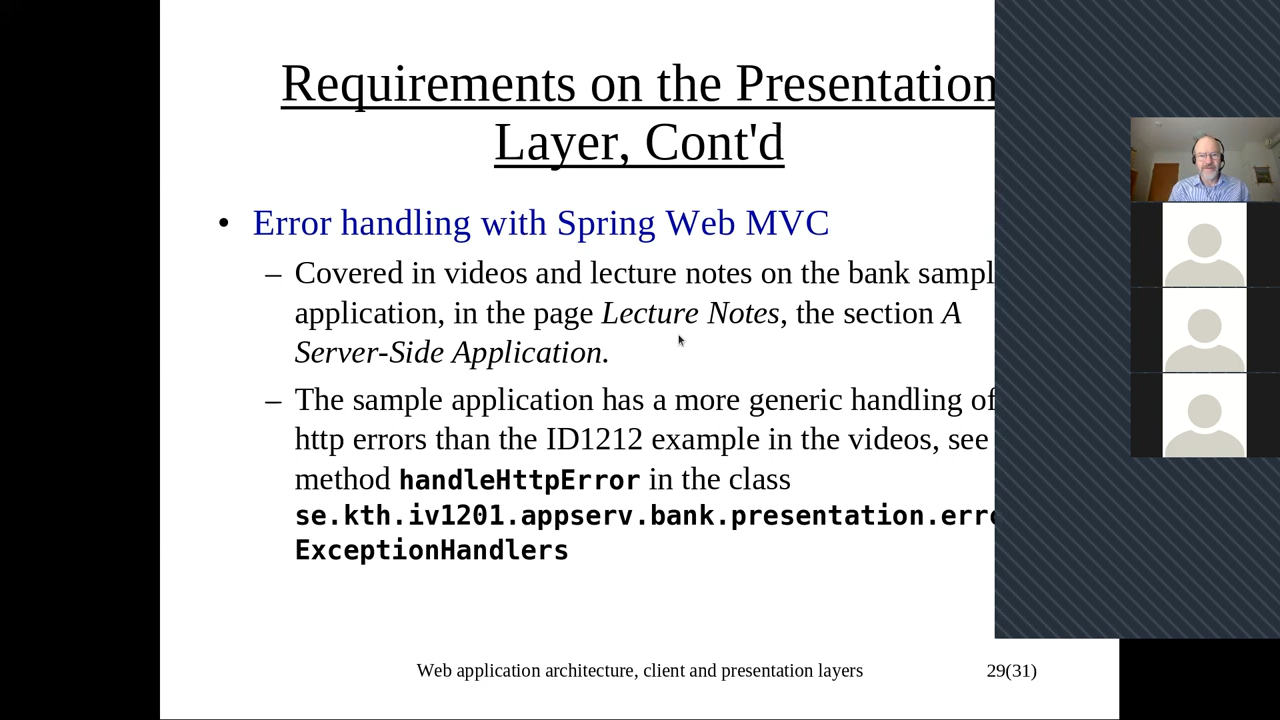 Requirements on the Presentation
Layer, Cont'd
• Error handling with Spring Web MVC
– Covered in videos and lecture notes on the bank sampl
application, in the page Lecture Notes, the section A
Server-Side Application.
– The sample application has a more generic handling of
http errors than the ID1212 example in the videos, see
method handleHttpError in the class
se.kth.iv1201.appserv.bank.presentation.erro
ExceptionHandlers
Web application architecture, client and presentation layers
29(31)